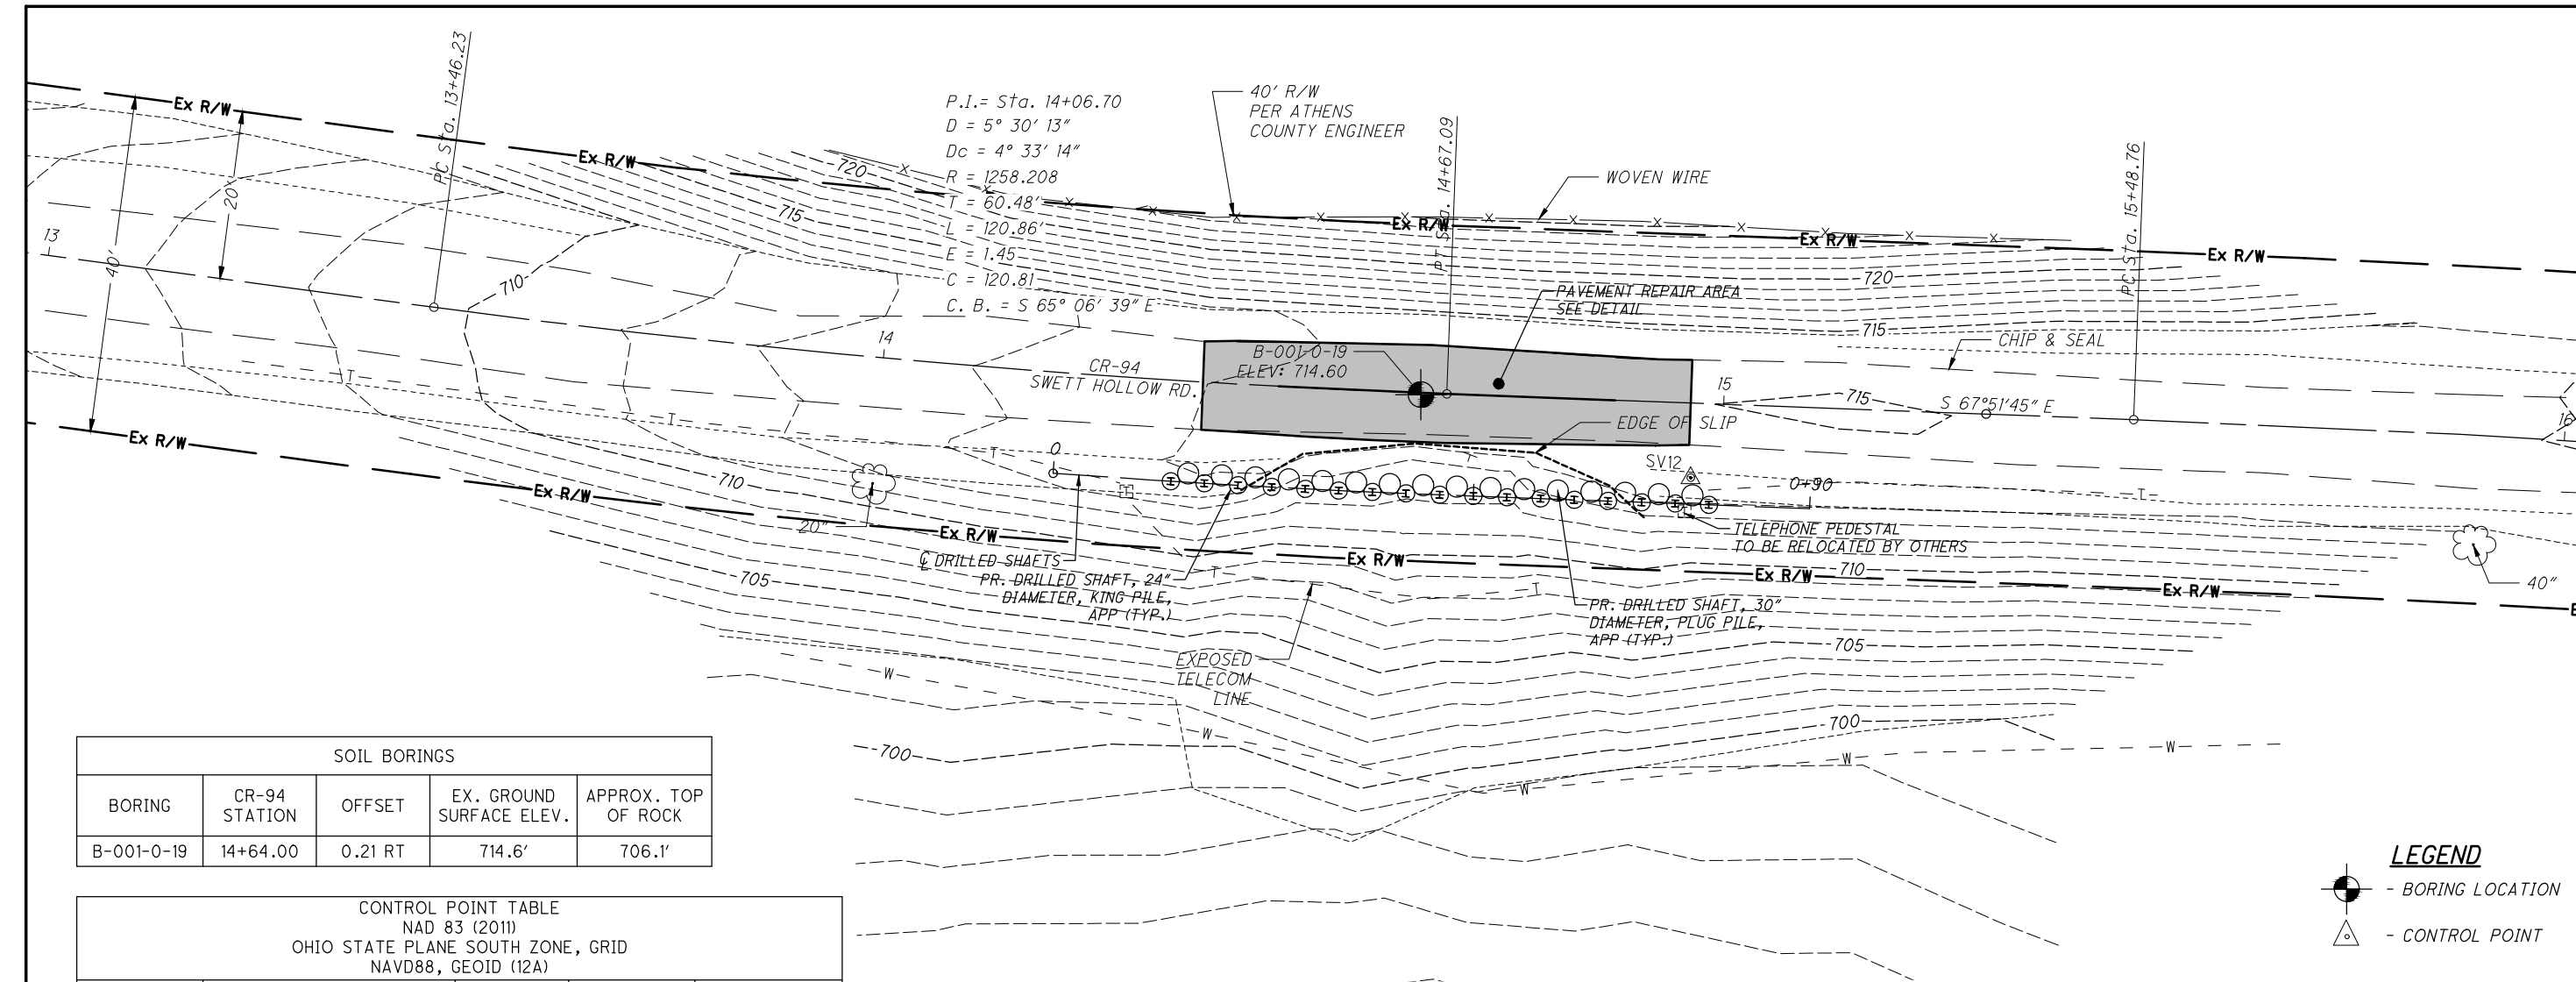 PC Sta. 13+46.23
P.I.= Sta. 14+06.70
D = 5° 30' 13"
Dc = 4° 33' 14"
R = 1258.208
T = 60.48'
L = 120.86'
E = 1.45
C = 120.81
C. B. = S 65° 06' 39" E
40' R/W
PER ATHENS
COUNTY ENGINEER
PT Sta. 14+67.09
WOVEN WIRE
PC Sta. 15+48.76
Ex R/W
Ex R/W
Ex R/W
Ex R/W
Ex R/W
720
715
710
20'
40'
13
14
15
16
720
715
715
PAVEMENT REPAIR AREA
SEE DETAIL
CHIP & SEAL
B-001-0-19
ELEV: 714.60
CR-94
SWETT HOLLOW RD.
S 67°51'45" E
EDGE OF SLIP
SV12
0
0+90
T
T
T
T
T
T
T
X
X
X
X
X
X
X
X
X
X
X
X
X
X
Ex R/W
Ex R/W
Ex R/W
Ex R/W
Ex R/W
Ex R/W
710
20"
℄ DRILLED SHAFTS
PR. DRILLED SHAFT, 24"
DIAMETER, KING PILE,
APP (TYP.)
TELEPHONE PEDESTAL
TO BE RELOCATED BY OTHERS
710
40"
705
PR. DRILLED SHAFT, 30"
DIAMETER, PLUG PILE,
APP (TYP.)
705
EXPOSED
TELECOM
LINE
W
W
W
W
W
700
700
SOIL BORINGS
BORING CR-94 STATION OFFSET EX. GROUND SURFACE ELEV. APPROX. TOP OF ROCK
B-001-0-19 14+64.00 0.21 RT 714.6' 706.1'
CONTROL POINT TABLE
NAD 83 (2011)
OHIO STATE PLANE SOUTH ZONE, GRID
NAVD88, GEOID (12A)
LEGEND
- BORING LOCATION
- CONTROL POINT